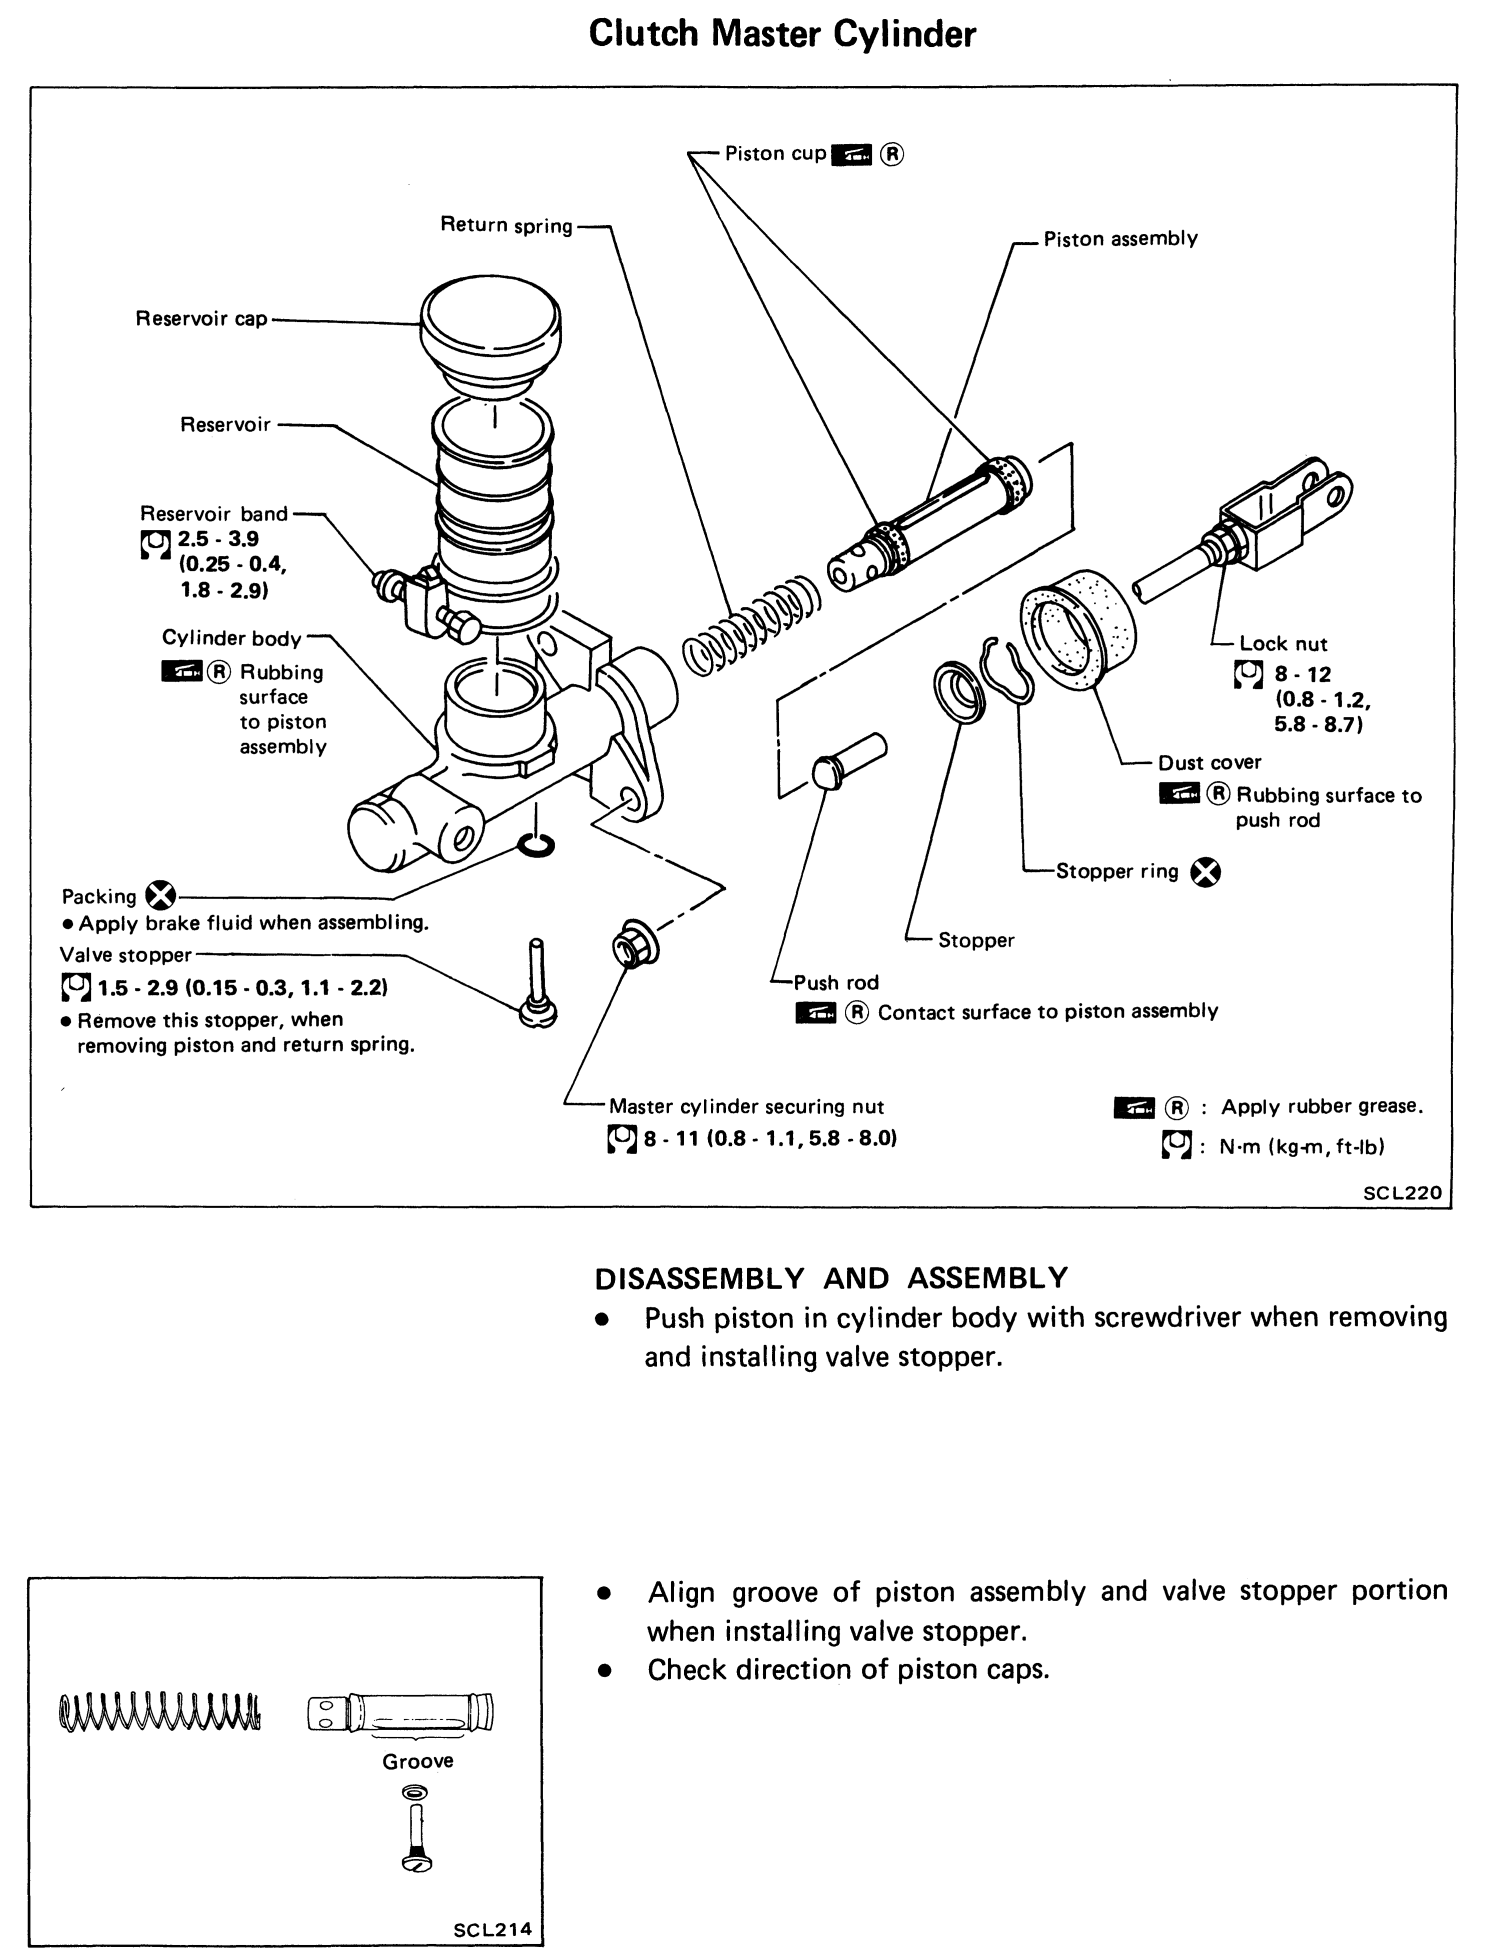 Clutch Master Cylinder
Piston cup Ⓡ
Return spring
Piston assembly
Reservoir cap
Reservoir
Reservoir band
2.5 - 3.9
(0.25 - 0.4,
1.8 - 2.9)
Cylinder body
Ⓡ Rubbing
surface
to piston
assembly
Lock nut
8 - 12
(0.8 - 1.2,
5.8 - 8.7)
Dust cover
Ⓡ Rubbing surface to
push rod
Stopper ring
Stopper
Packing
● Apply brake fluid when assembling.
Valve stopper
1.5 - 2.9 (0.15 - 0.3, 1.1 - 2.2)
● Remove this stopper, when
removing piston and return spring.
Push rod
Ⓡ Contact surface to piston assembly
Master cylinder securing nut
8 - 11 (0.8 - 1.1, 5.8 - 8.0)
Ⓡ : Apply rubber grease.
: N·m (kg-m, ft-lb)
SCL220
DISASSEMBLY AND ASSEMBLY
● Push piston in cylinder body with screwdriver when removing
and installing valve stopper.
● Align groove of piston assembly and valve stopper portion
when installing valve stopper.
● Check direction of piston caps.
Groove
SCL214